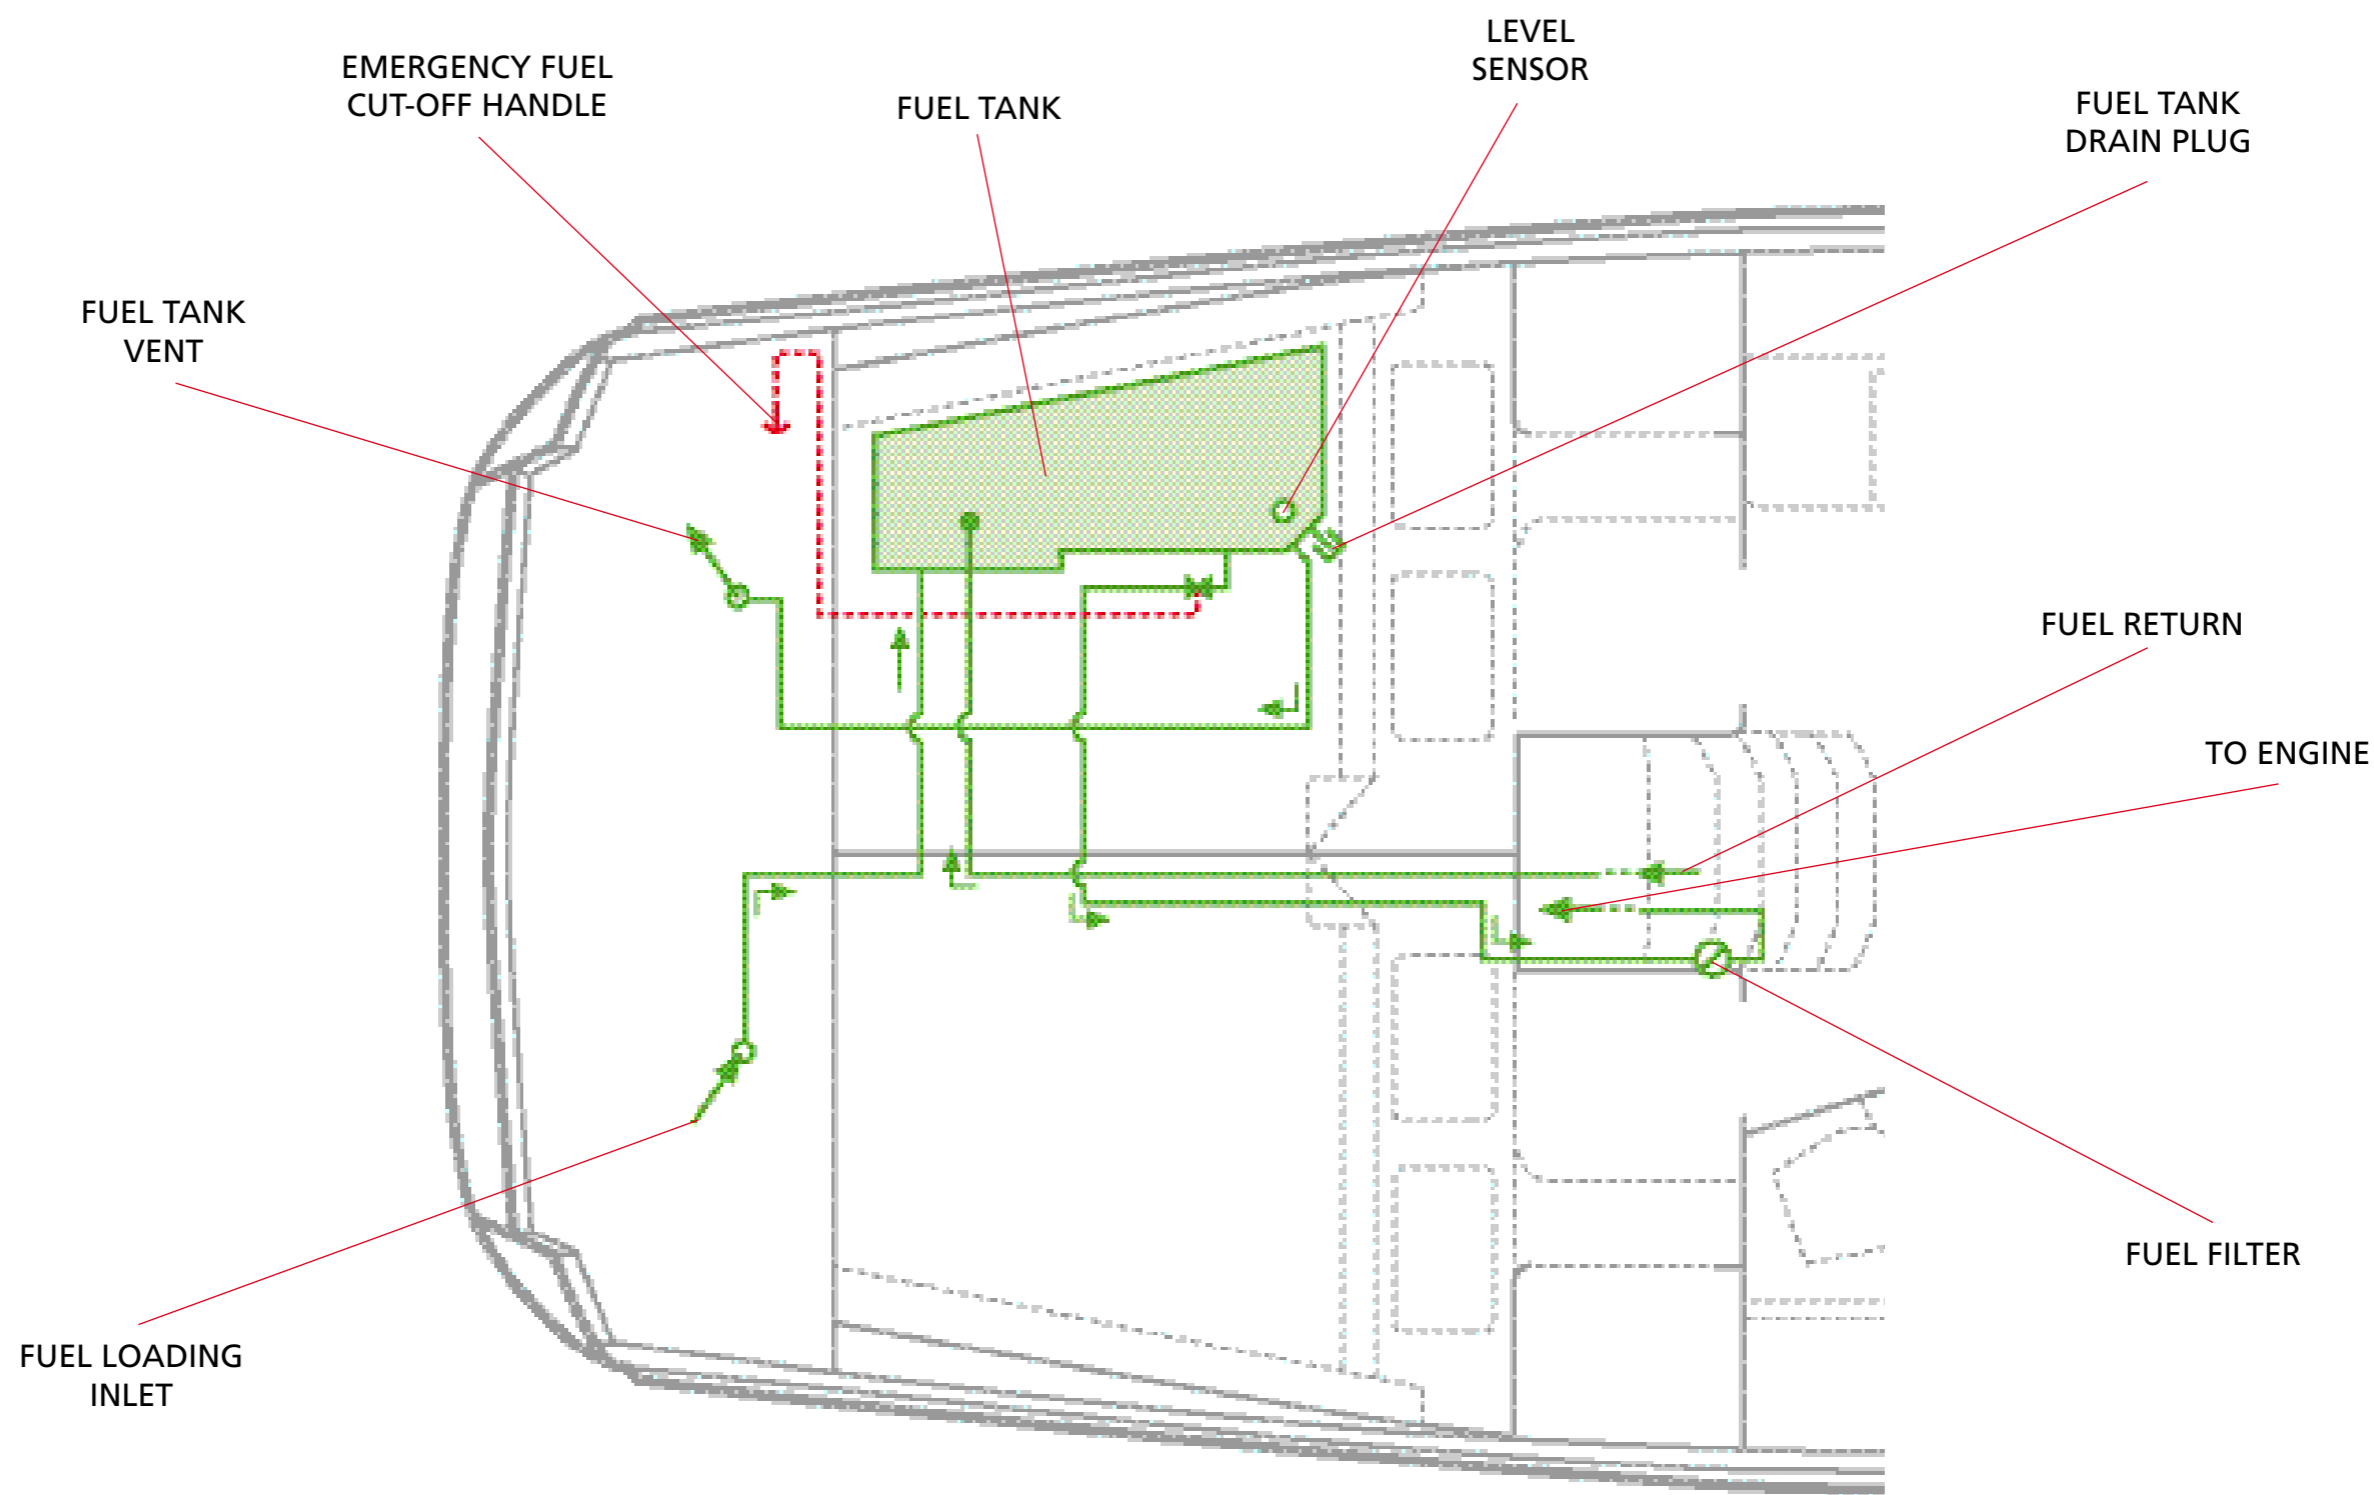 LEVEL
SENSOR
EMERGENCY FUEL
CUT-OFF HANDLE
FUEL TANK
FUEL TANK
DRAIN PLUG
FUEL TANK
VENT
FUEL RETURN
TO ENGINE
FUEL FILTER
FUEL LOADING
INLET